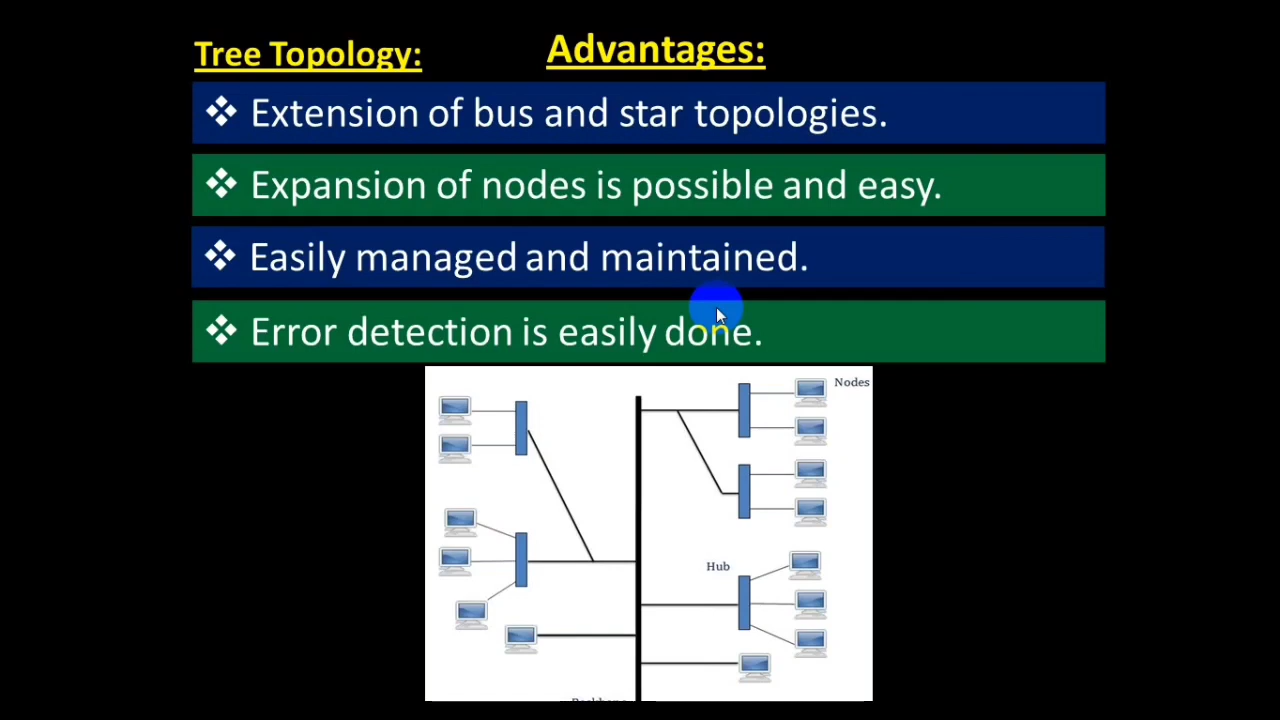 Tree Topology:
Advantages:
❖ Extension of bus and star topologies.
❖ Expansion of nodes is possible and easy.
❖ Easily managed and maintained.
❖ Error detection is easily done.
Nodes
Hub